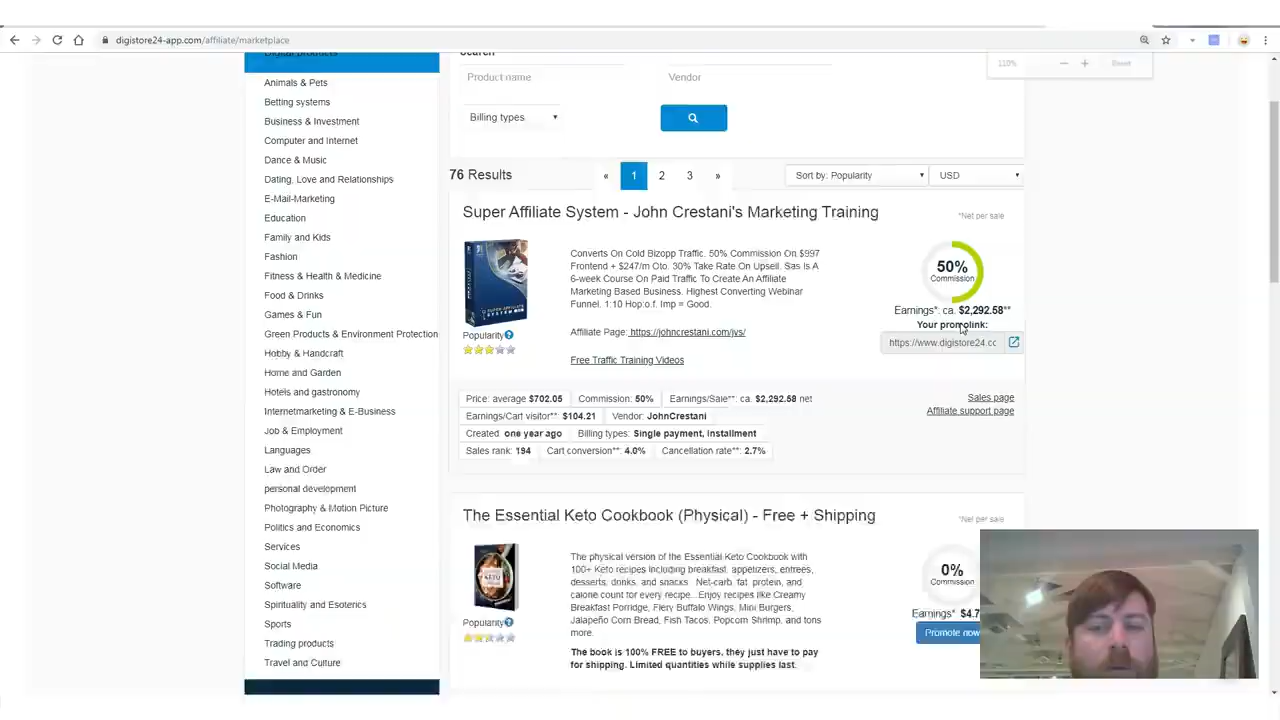 digistore24-app.com/affiliate/marketplace
110%
Reset
Digital products
Animals & Pets
Betting systems
Business & Investment
Computer and Internet
Dance & Music
Dating, Love and Relationships
E-Mail-Marketing
Education
Family and Kids
Fashion
Fitness & Health & Medicine
Food & Drinks
Games & Fun
Green Products & Environment Protection
Hobby & Handcraft
Home and Garden
Hotels and gastronomy
Internetmarketing & E-Business
Job & Employment
Languages
Law and Order
personal development
Photography & Motion Picture
Politics and Economics
Services
Social Media
Software
Spirituality and Esoterics
Sports
Trading products
Travel and Culture
Search
Product name
Vendor
Billing types
76 Results
« 1 2 3 »
Sort by: Popularity
USD
Super Affiliate System - John Crestani's Marketing Training
*Net per sale
Converts On Cold Bizopp Traffic. 50% Commission On $997
Frontend + $247/m Oto. 30% Take Rate On Upsell. Sas Is A
6-week Course On Paid Traffic To Create An Affiliate
Marketing Based Business. Highest Converting Webinar
Funnel. 1:10 Hop:o.f. Imp = Good.
Affiliate Page: https://johncrestani.com/jvs/
Free Traffic Training Videos
Popularity
50%
Commission
Earnings*: ca. $2,292.58**
Your promolink:
https://www.digistore24.cc
Price: average $702.05
Commission: 50%
Earnings/Sale**: ca. $2,292.58 net
Earnings/Cart visitor** $104.21
Vendor: JohnCrestani
Created: one year ago
Billing types: Single payment, Installment
Sales rank: 194
Cart conversion**: 4.0%
Cancellation rate**: 2.7%
Sales page
Affiliate support page
The Essential Keto Cookbook (Physical) - Free + Shipping
*Net per sale
The physical version of the Essential Keto Cookbook with
100+ Keto recipes including breakfast, appetizers, entrees,
desserts, drinks, and snacks. Net-carb, fat, protein, and
calorie count for every recipe...Enjoy recipes like Creamy
Breakfast Porridge, Fiery Buffalo Wings, Mini Burgers,
Jalapeño Corn Bread, Fish Tacos, Popcorn Shrimp, and tons
more.
The book is 100% FREE to buyers, they just have to pay
for shipping. Limited quantities while supplies last.
Popularity
0%
Commission
Earnings* $4.7
Promote now